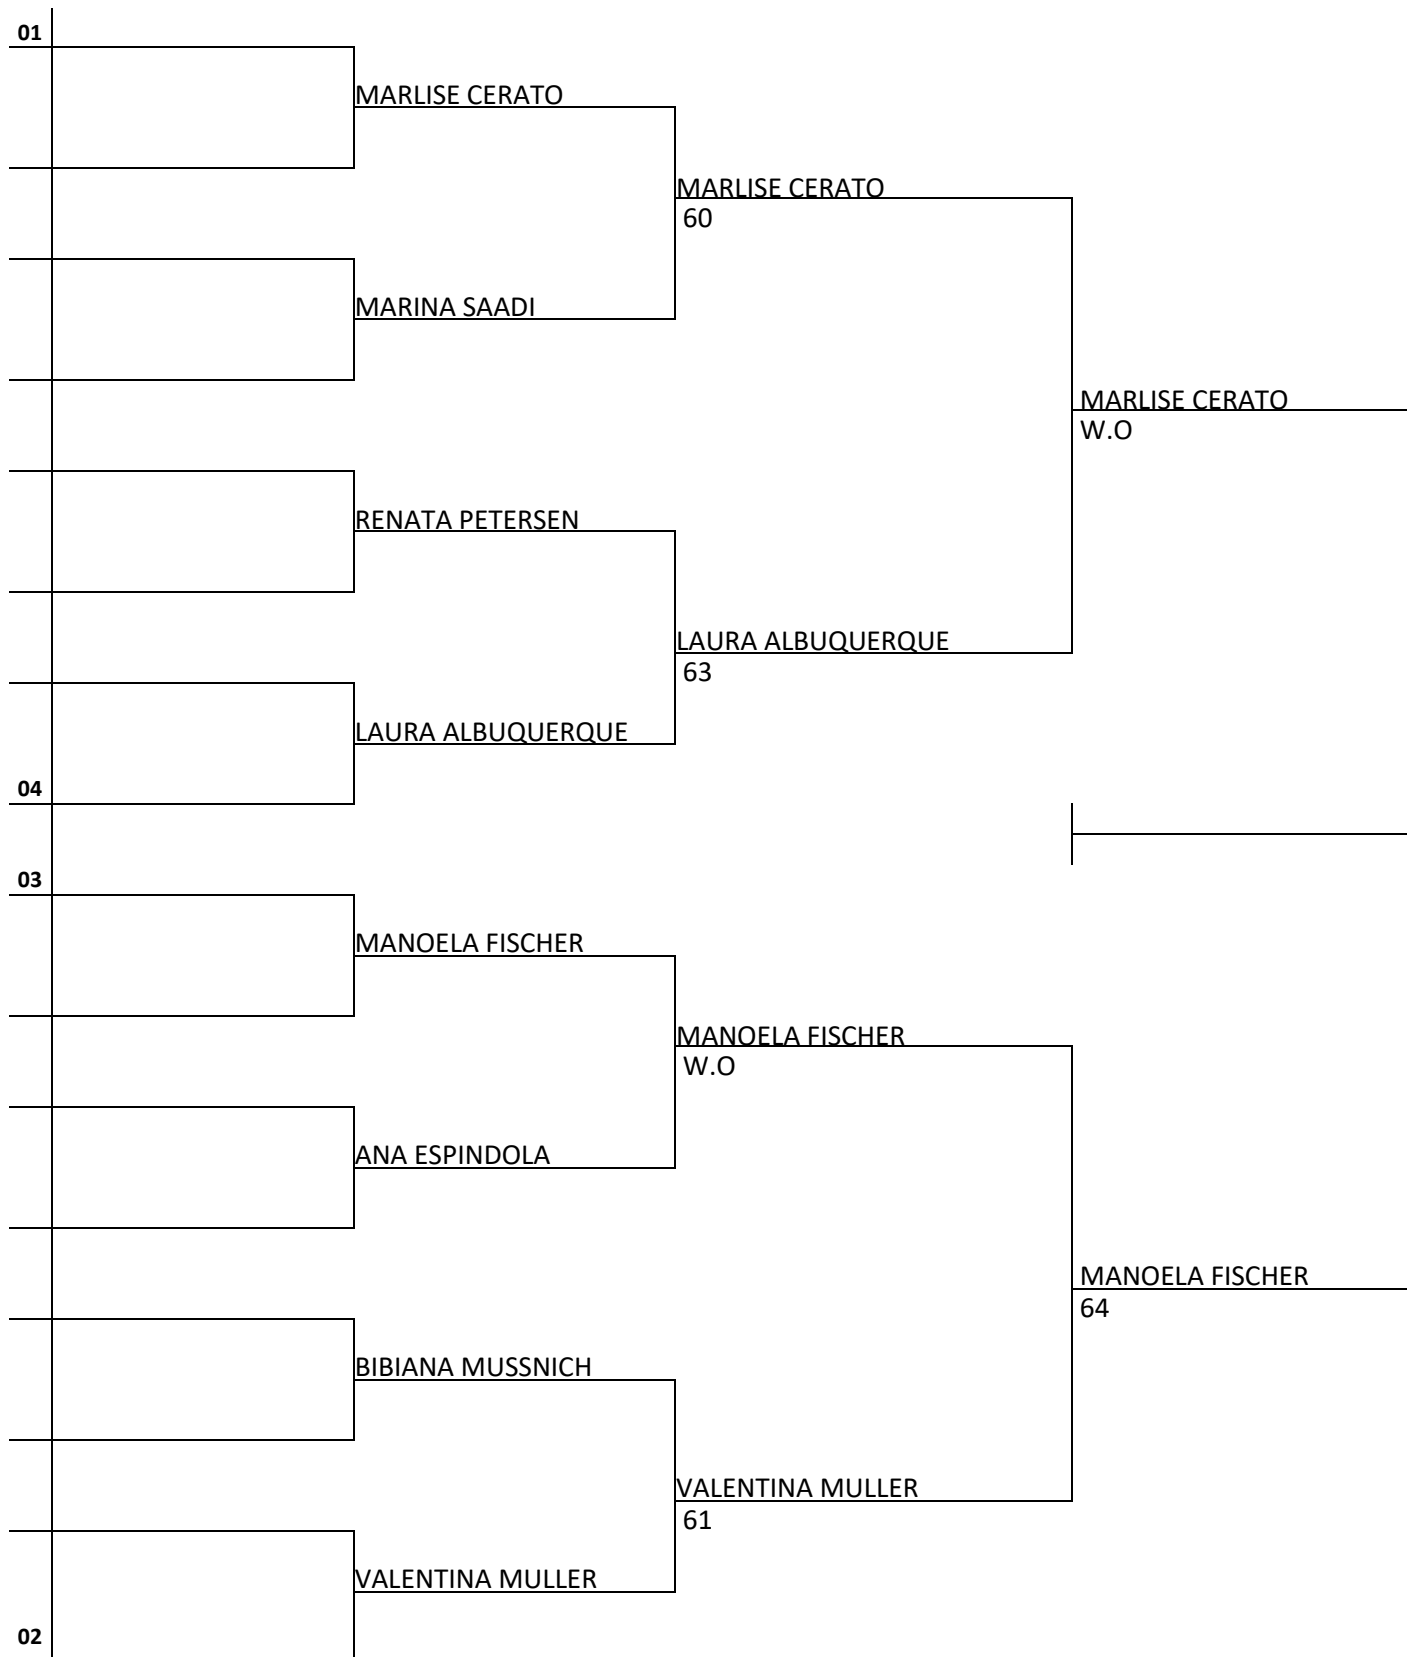 01
MARLISE CERATO
MARLISE CERATO
60
MARINA SAADI
MARLISE CERATO
W.O
RENATA PETERSEN
LAURA ALBUQUERQUE
63
LAURA ALBUQUERQUE
04
03
MANOELA FISCHER
MANOELA FISCHER
W.O
ANA ESPINDOLA
MANOELA FISCHER
64
BIBIANA MUSSNICH
VALENTINA MULLER
61
VALENTINA MULLER
02